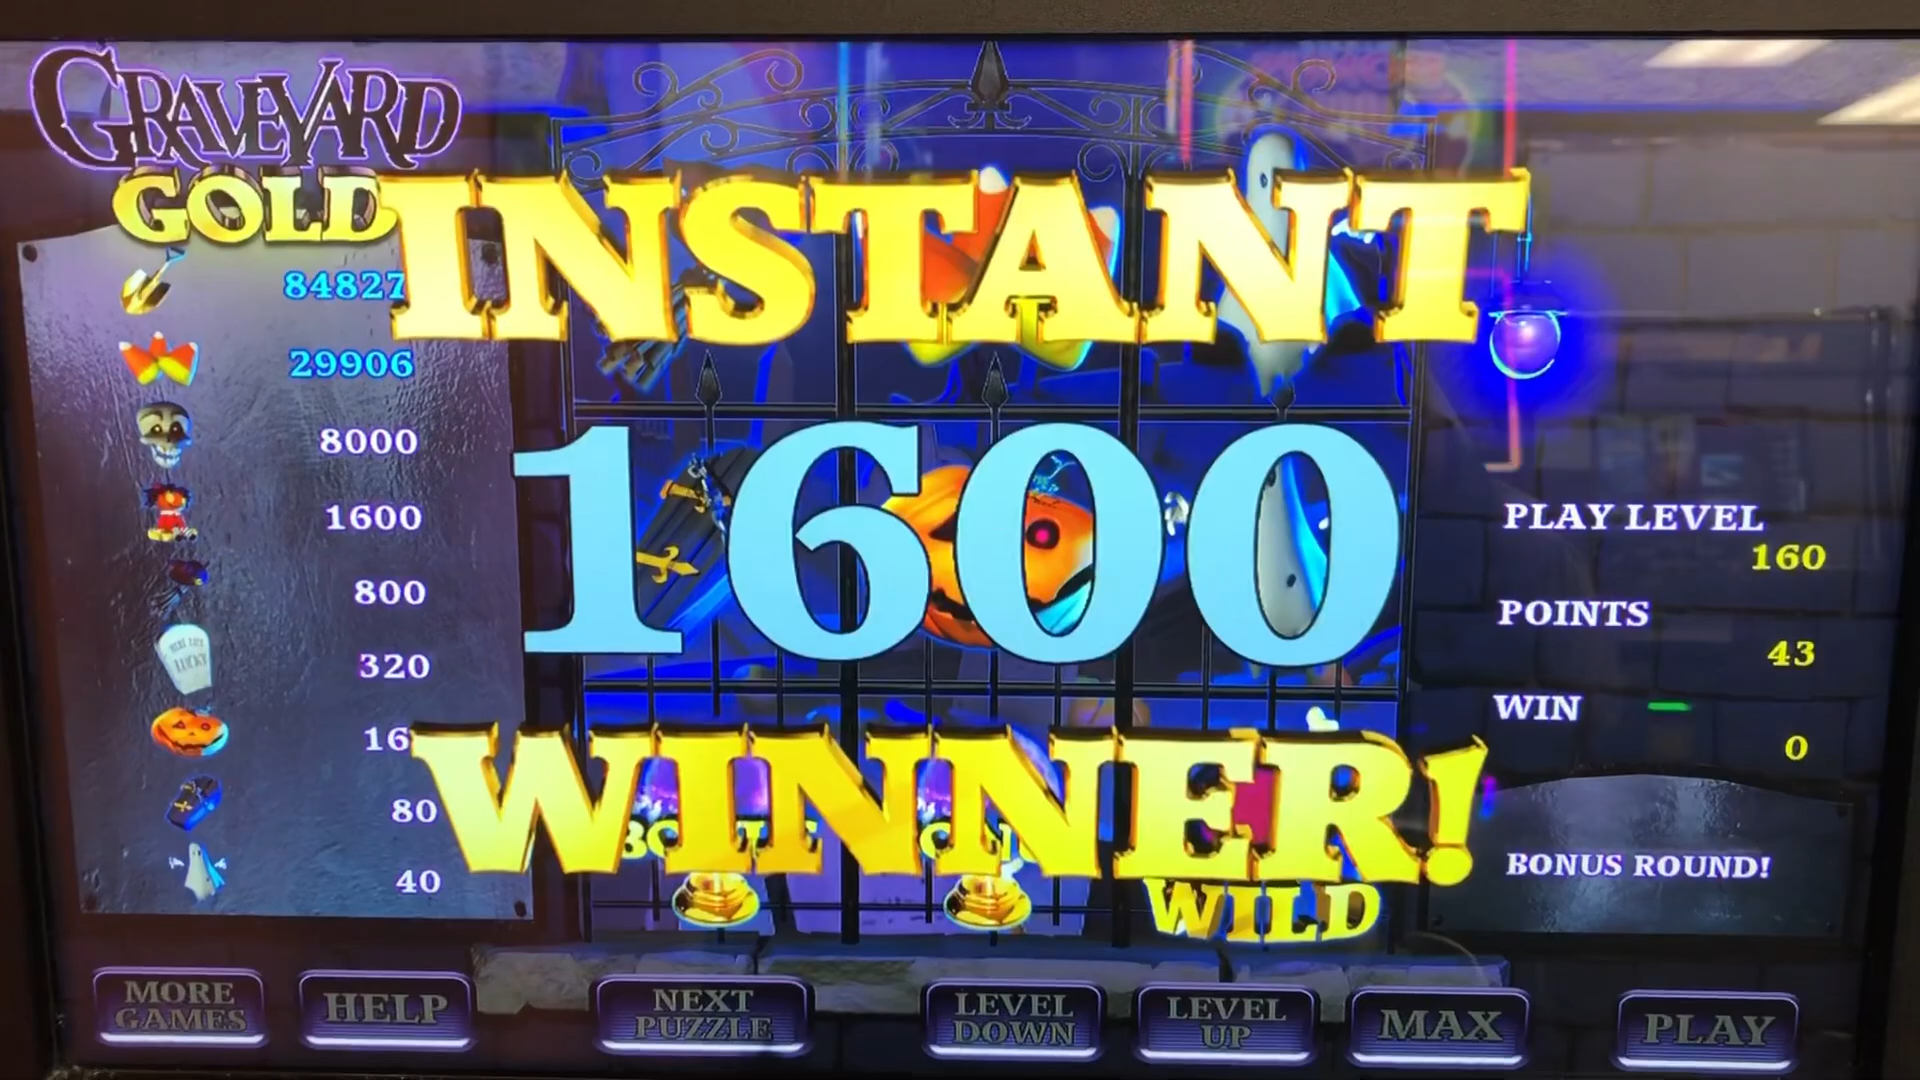 GRAVEYARD
GOLD
INSTANT
1600
WINNER!
84827
29906
8000
1600
800
320
16
80
40
LUCKY
WILD
PLAY LEVEL
160
POINTS
43
WIN
0
BONUS ROUND!
MORE
GAMES
HELP
NEXT
PUZZLE
LEVEL
DOWN
LEVEL
UP
MAX
PLAY